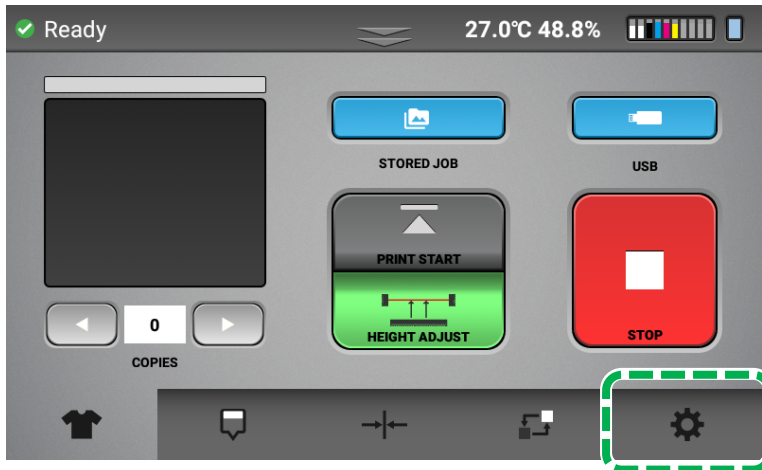 Ready
27.0℃ 48.8%
STORED JOB
USB
PRINT START
HEIGHT ADJUST
STOP
0
COPIES